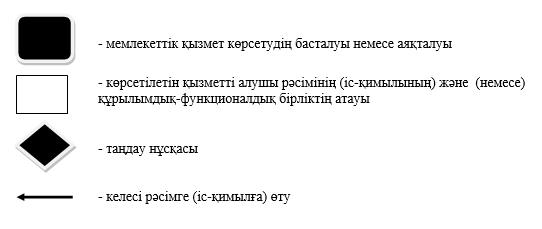 - мемлекеттік қызмет көрсетудің басталуы немесе аяқталуы
- көрсетілетін қызметті алушы рәсімінің (іс-қимылының) және (немесе)
құрылымдық-функционалдық бірліктің атауы
- таңдау нұсқасы
- келесі рәсімге (іс-қимылға) өту